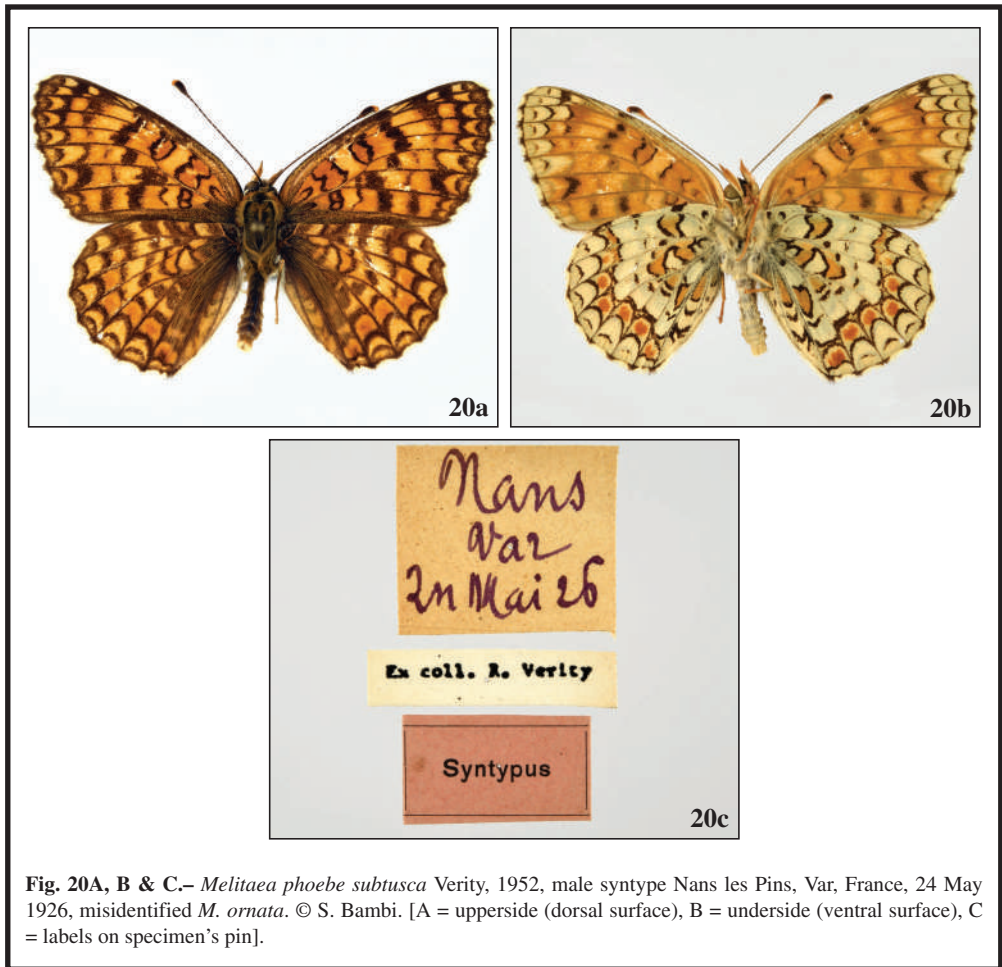 20a
20b
Nans
Var
24 Mai 26
Ex coll. R. Verity
Syntypus
20c
Fig. 20A, B & C.– Melitaea phoebe subtusca Verity, 1952, male syntype Nans les Pins, Var, France, 24 May
1926, misidentified M. ornata. © S. Bambi. [A = upperside (dorsal surface), B = underside (ventral surface), C
= labels on specimen's pin].